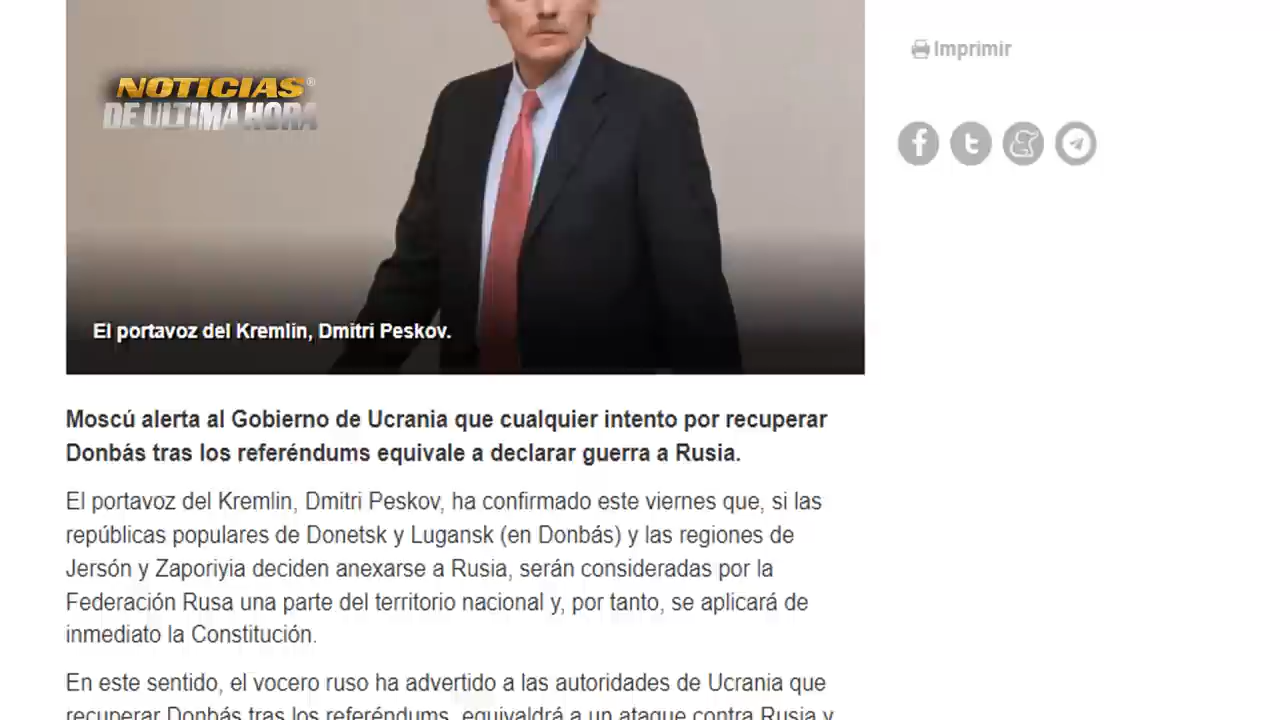 Imprimir
NOTICIAS®
DE ULTIMA HORA
El portavoz del Kremlin, Dmitri Peskov.
Moscú alerta al Gobierno de Ucrania que cualquier intento por recuperar
Donbás tras los referéndums equivale a declarar guerra a Rusia.
El portavoz del Kremlin, Dmitri Peskov, ha confirmado este viernes que, si las
repúblicas populares de Donetsk y Lugansk (en Donbás) y las regiones de
Jersón y Zaporiyia deciden anexarse a Rusia, serán consideradas por la
Federación Rusa una parte del territorio nacional y, por tanto, se aplicará de
inmediato la Constitución.
En este sentido, el vocero ruso ha advertido a las autoridades de Ucrania que
recuperar Donbás tras los referéndums, equivaldrá a un ataque contra Rusia y